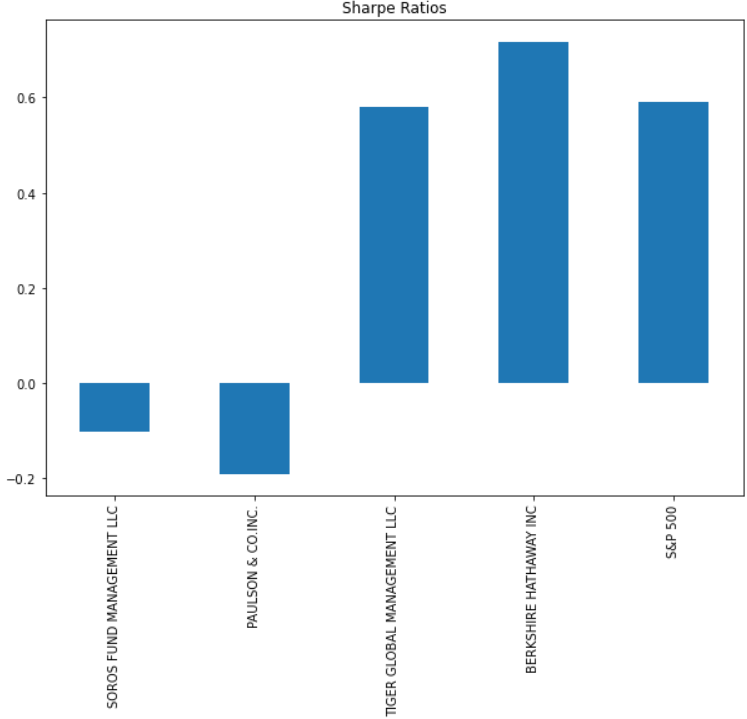 Sharpe Ratios
0.6
0.4
0.2
0.0
−0.2
SOROS FUND MANAGEMENT LLC
PAULSON & CO.INC.
TIGER GLOBAL MANAGEMENT LLC
BERKSHIRE HATHAWAY INC
S&P 500